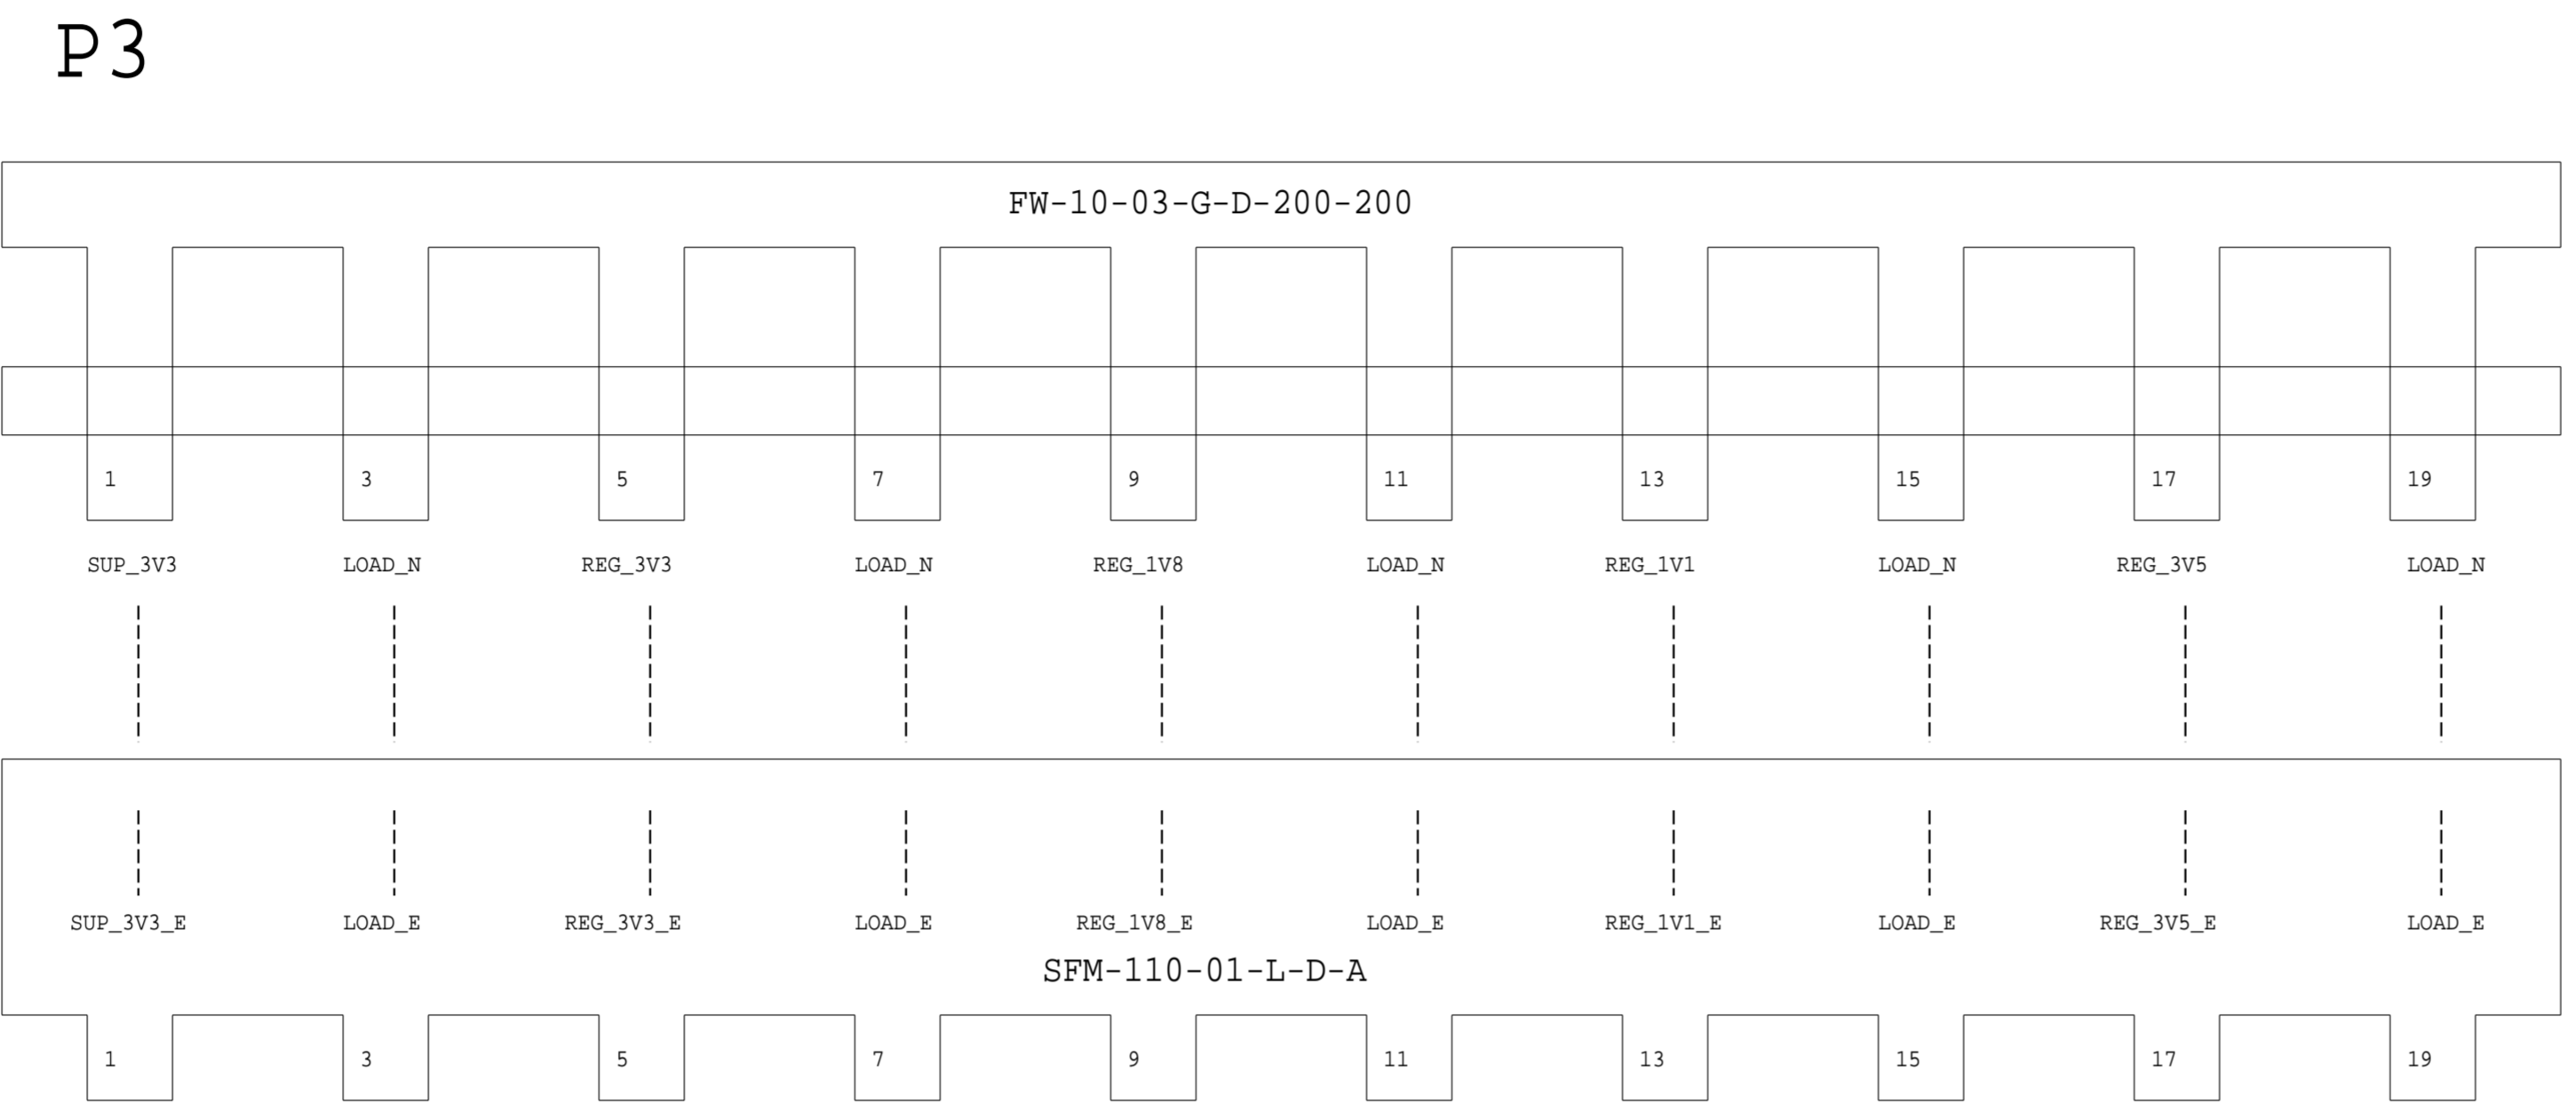 P3
FW-10-03-G-D-200-200
1 3 5 7 9 11 13 15 17 19
SUP_3V3 LOAD_N REG_3V3 LOAD_N REG_1V8 LOAD_N REG_1V1 LOAD_N REG_3V5 LOAD_N
SUP_3V3_E LOAD_E REG_3V3_E LOAD_E REG_1V8_E LOAD_E REG_1V1_E LOAD_E REG_3V5_E LOAD_E
SFM-110-01-L-D-A
1 3 5 7 9 11 13 15 17 19